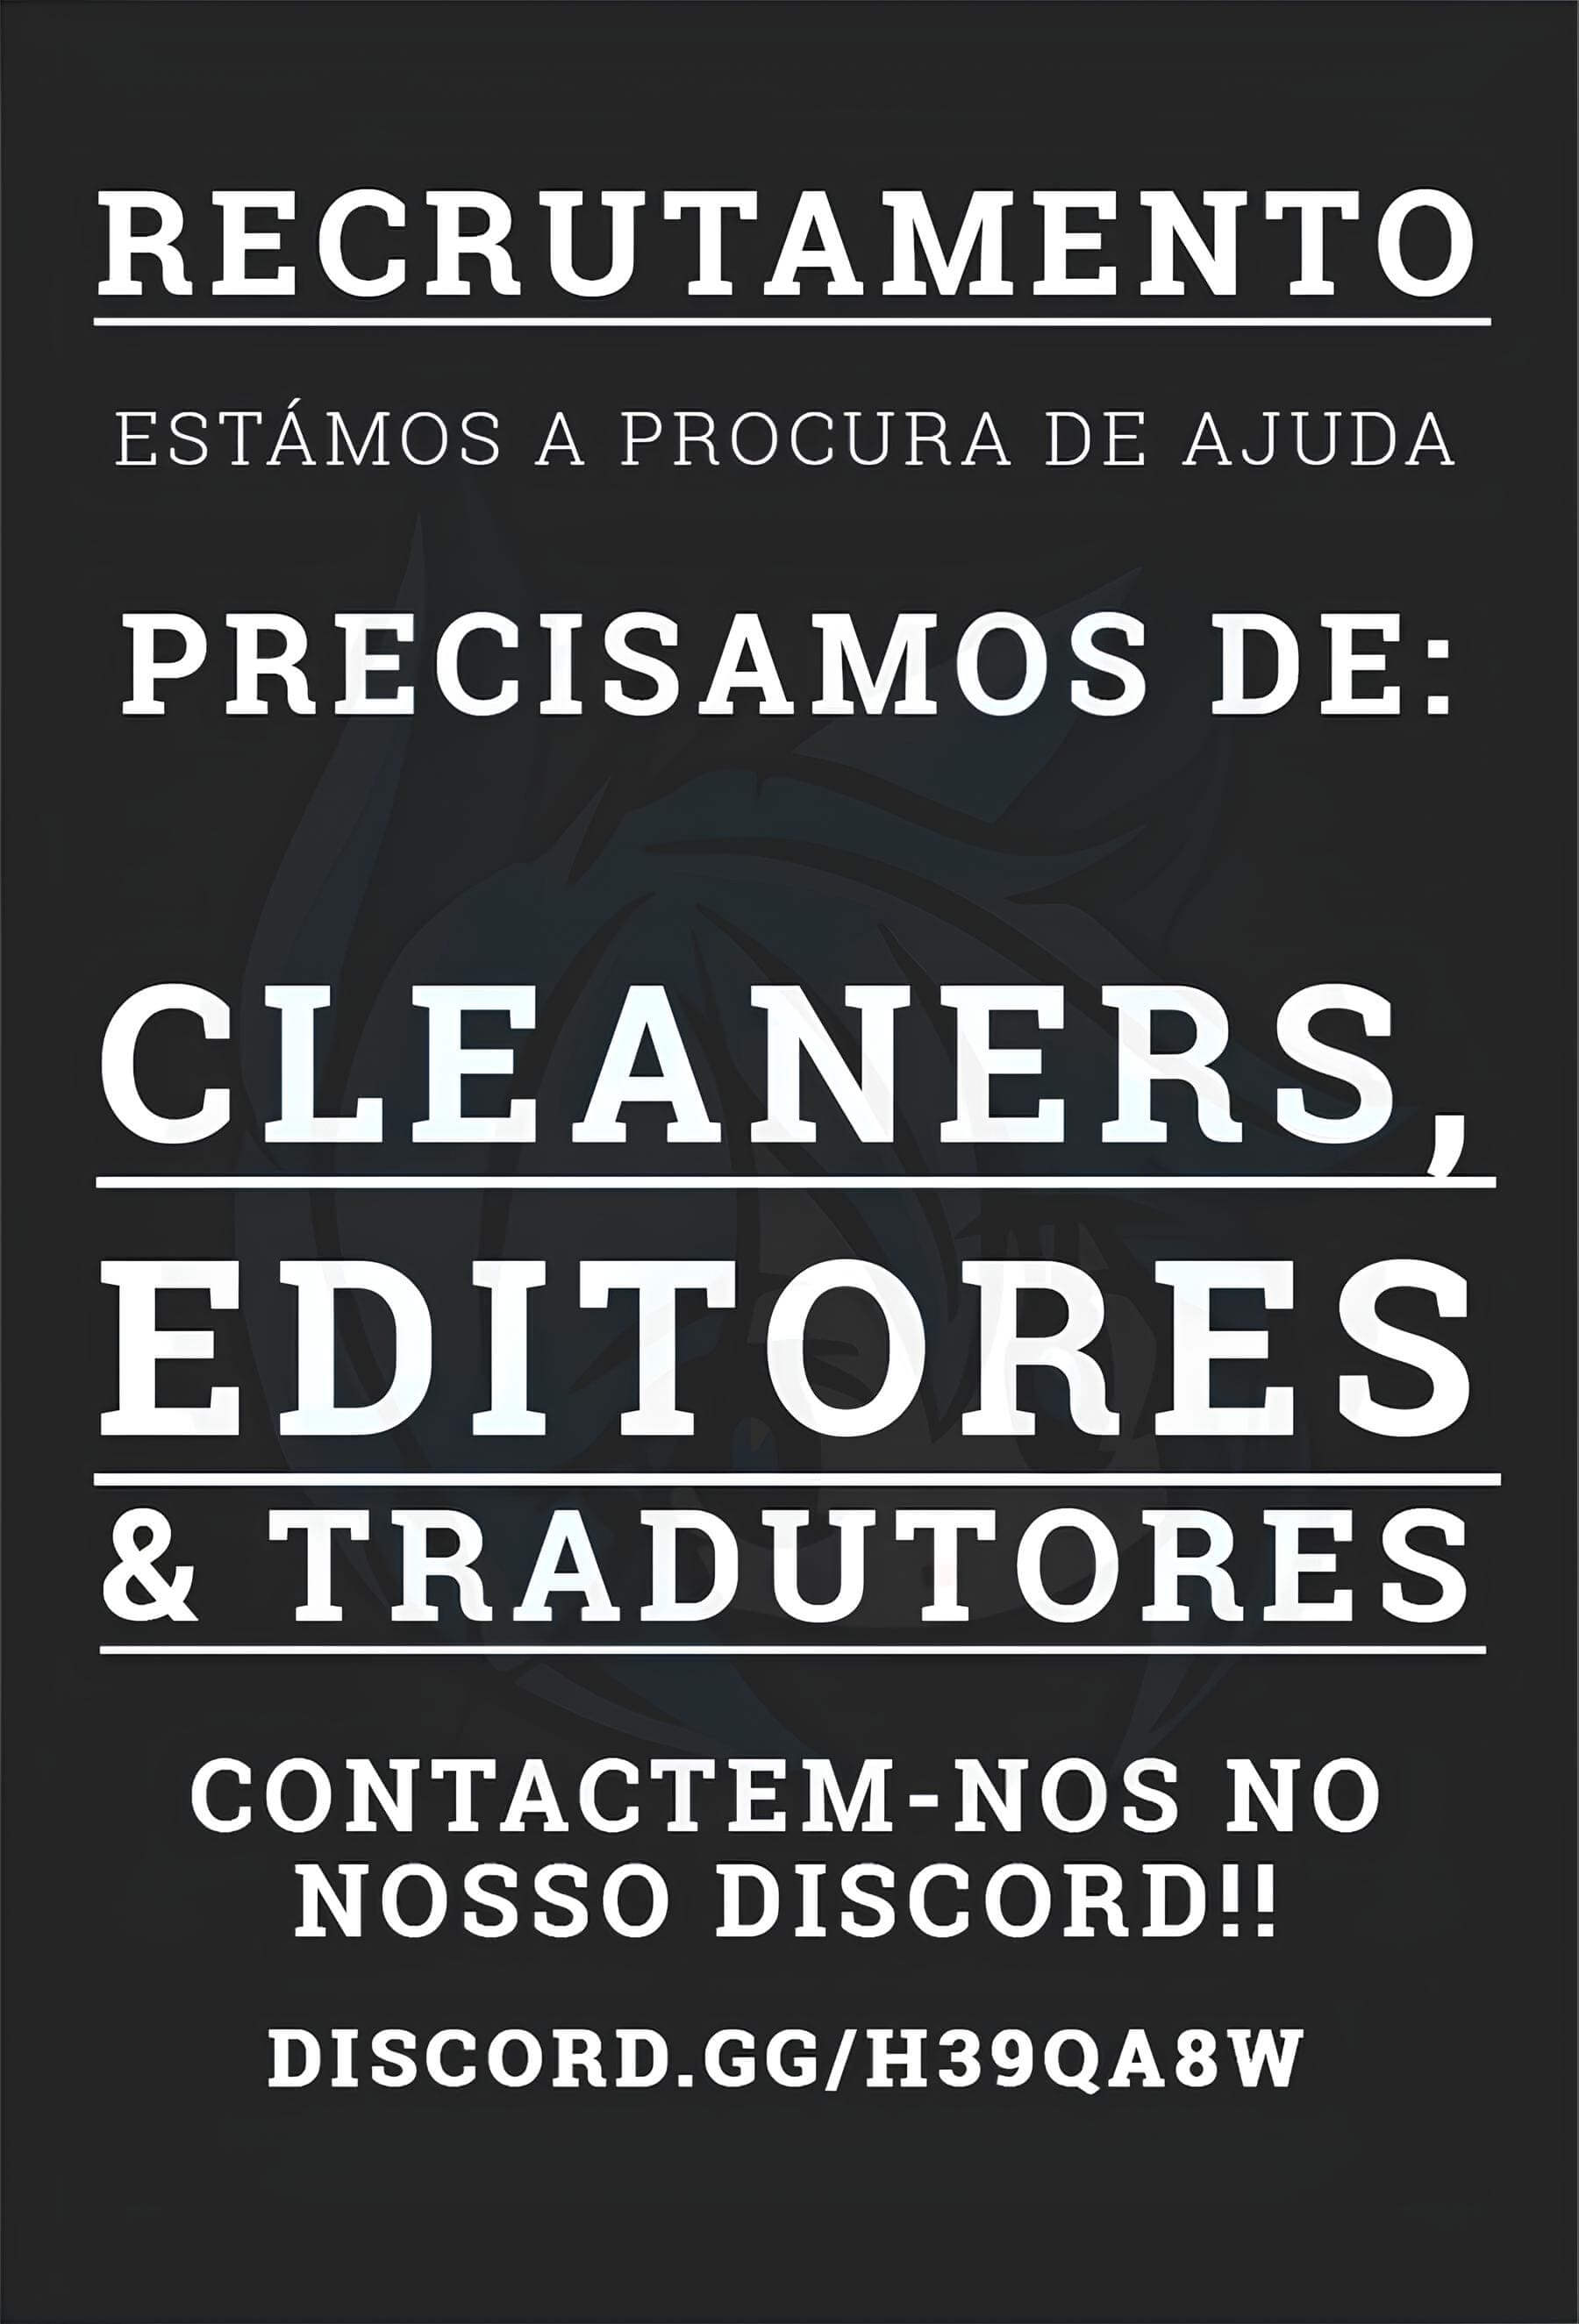 RECRUTAMENTO
ESTÁMOS A PROCURA DE AJUDA
PRECISAMOS DE:
CLEANERS,
EDITORES
& TRADUTORES
CONTACTEM-NOS NO
NOSSO DISCORD!!
DISCORD.GG/H39QA8W